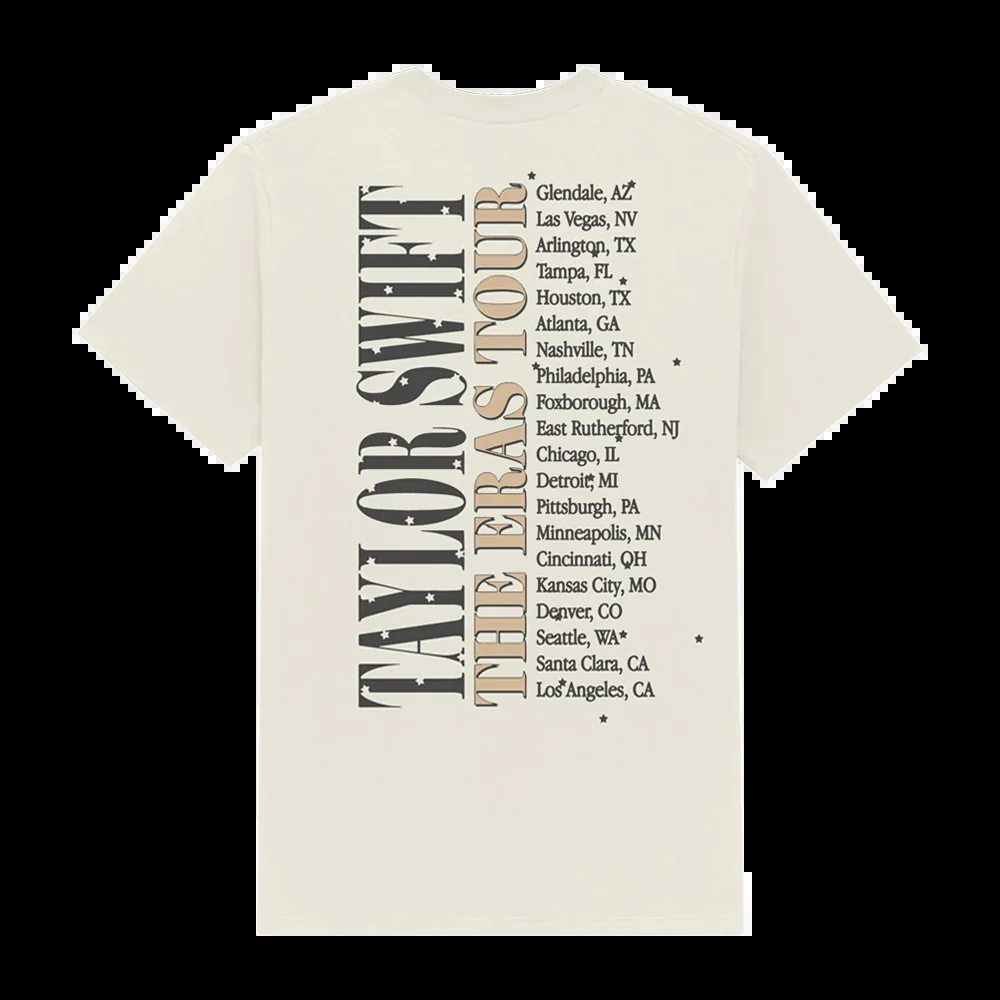 TAYLOR SWIFT
THE ERAS TOUR
Glendale, AZ
Las Vegas, NV
Arlington, TX
Tampa, FL
Houston, TX
Atlanta, GA
Nashville, TN
Philadelphia, PA
Foxborough, MA
East Rutherford, NJ
Chicago, IL
Detroit, MI
Pittsburgh, PA
Minneapolis, MN
Cincinnati, OH
Kansas City, MO
Denver, CO
Seattle, WA
Santa Clara, CA
Los Angeles, CA